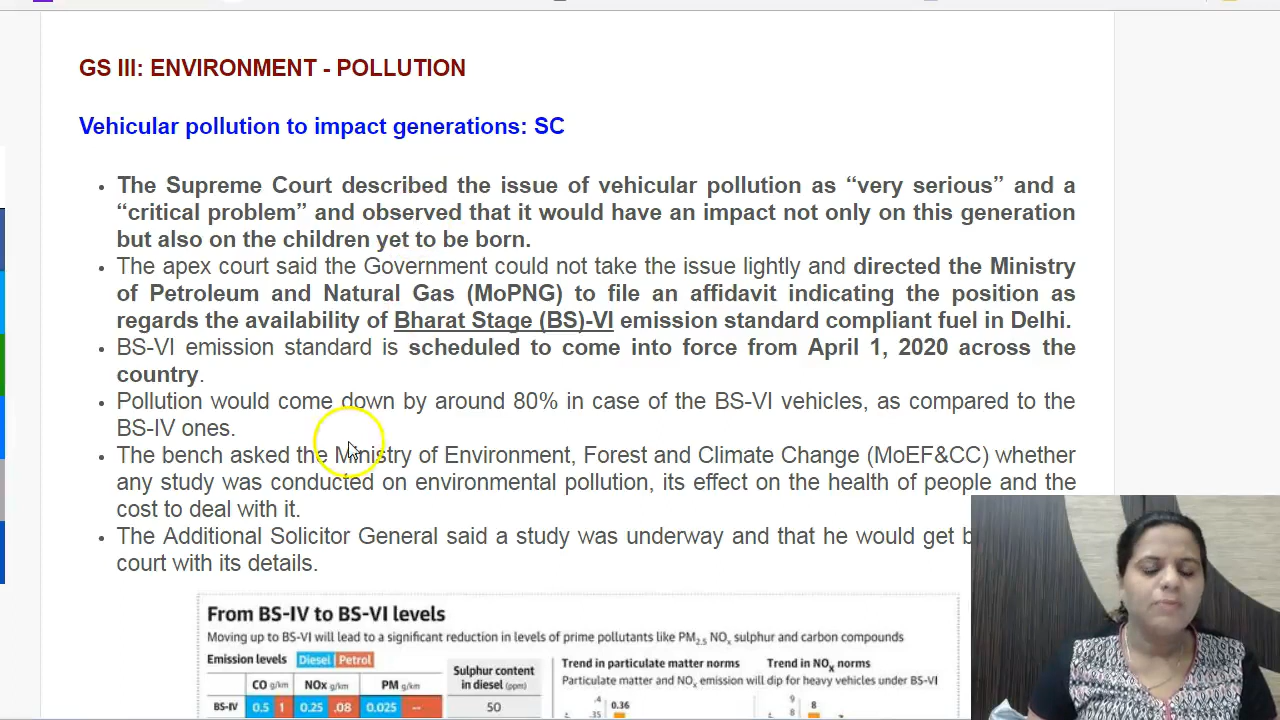 GS III: ENVIRONMENT - POLLUTION
Vehicular pollution to impact generations: SC
• The Supreme Court described the issue of vehicular pollution as “very serious” and a
“critical problem” and observed that it would have an impact not only on this generation
but also on the children yet to be born.
• The apex court said the Government could not take the issue lightly and directed the Ministry
of Petroleum and Natural Gas (MoPNG) to file an affidavit indicating the position as
regards the availability of Bharat Stage (BS)-VI emission standard compliant fuel in Delhi.
• BS-VI emission standard is scheduled to come into force from April 1, 2020 across the
country.
• Pollution would come down by around 80% in case of the BS-VI vehicles, as compared to the
BS-IV ones.
• The bench asked the Ministry of Environment, Forest and Climate Change (MoEF&CC) whether
any study was conducted on environmental pollution, its effect on the health of people and the
cost to deal with it.
• The Additional Solicitor General said a study was underway and that he would get
court with its details.
From BS-IV to BS-VI levels
Moving up to BS-VI will lead to a significant reduction in levels of prime pollutants like PM2.5 NOx sulphur and carbon compounds
Emission levels Diesel Petrol
CO g/km NOx g/km PM g/km
BS-IV 0.5 1 0.25 .08 0.025 --
Sulphur content
in diesel (ppm)
50
Trend in particulate matter norms Trend in NOx norms
Particulate matter and NOx emission will dip for heavy vehicles under BS-VI
.4 0.36
.35
9
8 8